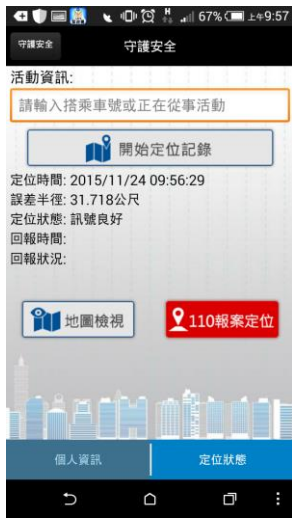 67% 上午9:57
守護安全
守護安全
活動資訊:
請輸入搭乘車號或正在從事活動
開始定位記錄
定位時間: 2015/11/24 09:56:29
誤差半徑: 31.718公尺
定位狀態: 訊號良好
回報時間:
回報狀況:
地圖檢視
110報案定位
個人資訊
定位狀態